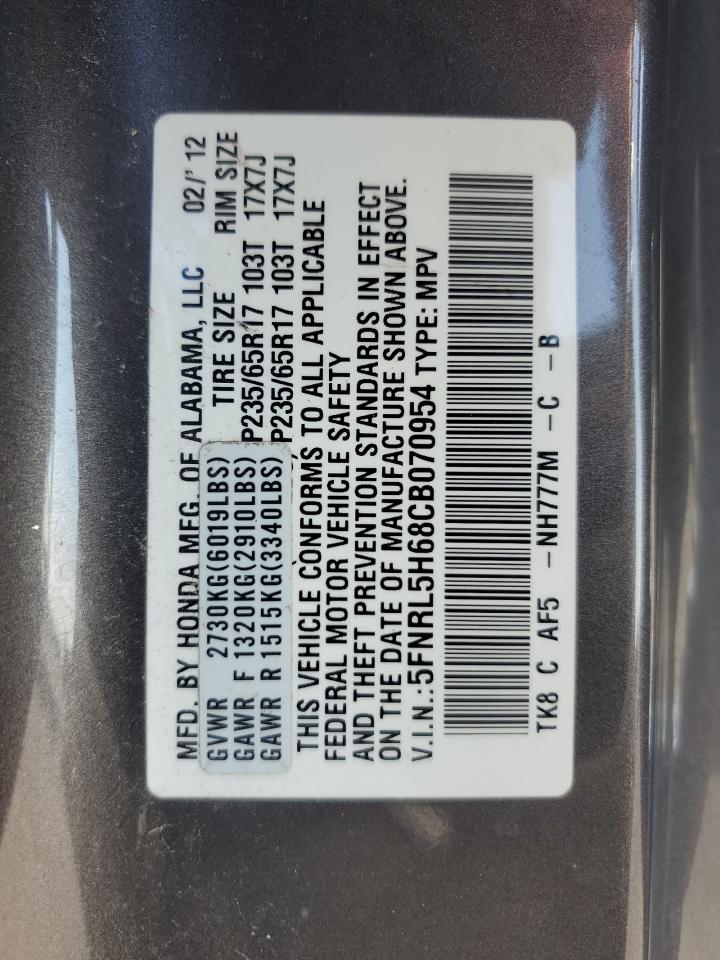 MFD. BY HONDA MFG. OF ALABAMA, LLC 02/'12
GVWR 2730KG(6019LBS) TIRE SIZE RIM SIZE
GAWR F 1320KG(2910LBS) P235/65R17 103T 17X7J
GAWR R 1515KG(3340LBS) P235/65R17 103T 17X7J
THIS VEHICLE CONFORMS TO ALL APPLICABLE
FEDERAL MOTOR VEHICLE SAFETY
AND THEFT PREVENTION STANDARDS IN EFFECT
ON THE DATE OF MANUFACTURE SHOWN ABOVE.
V.I.N.:5FNRL5H68CB070954 TYPE: MPV
TK8 C AF5 -NH777M -C -B